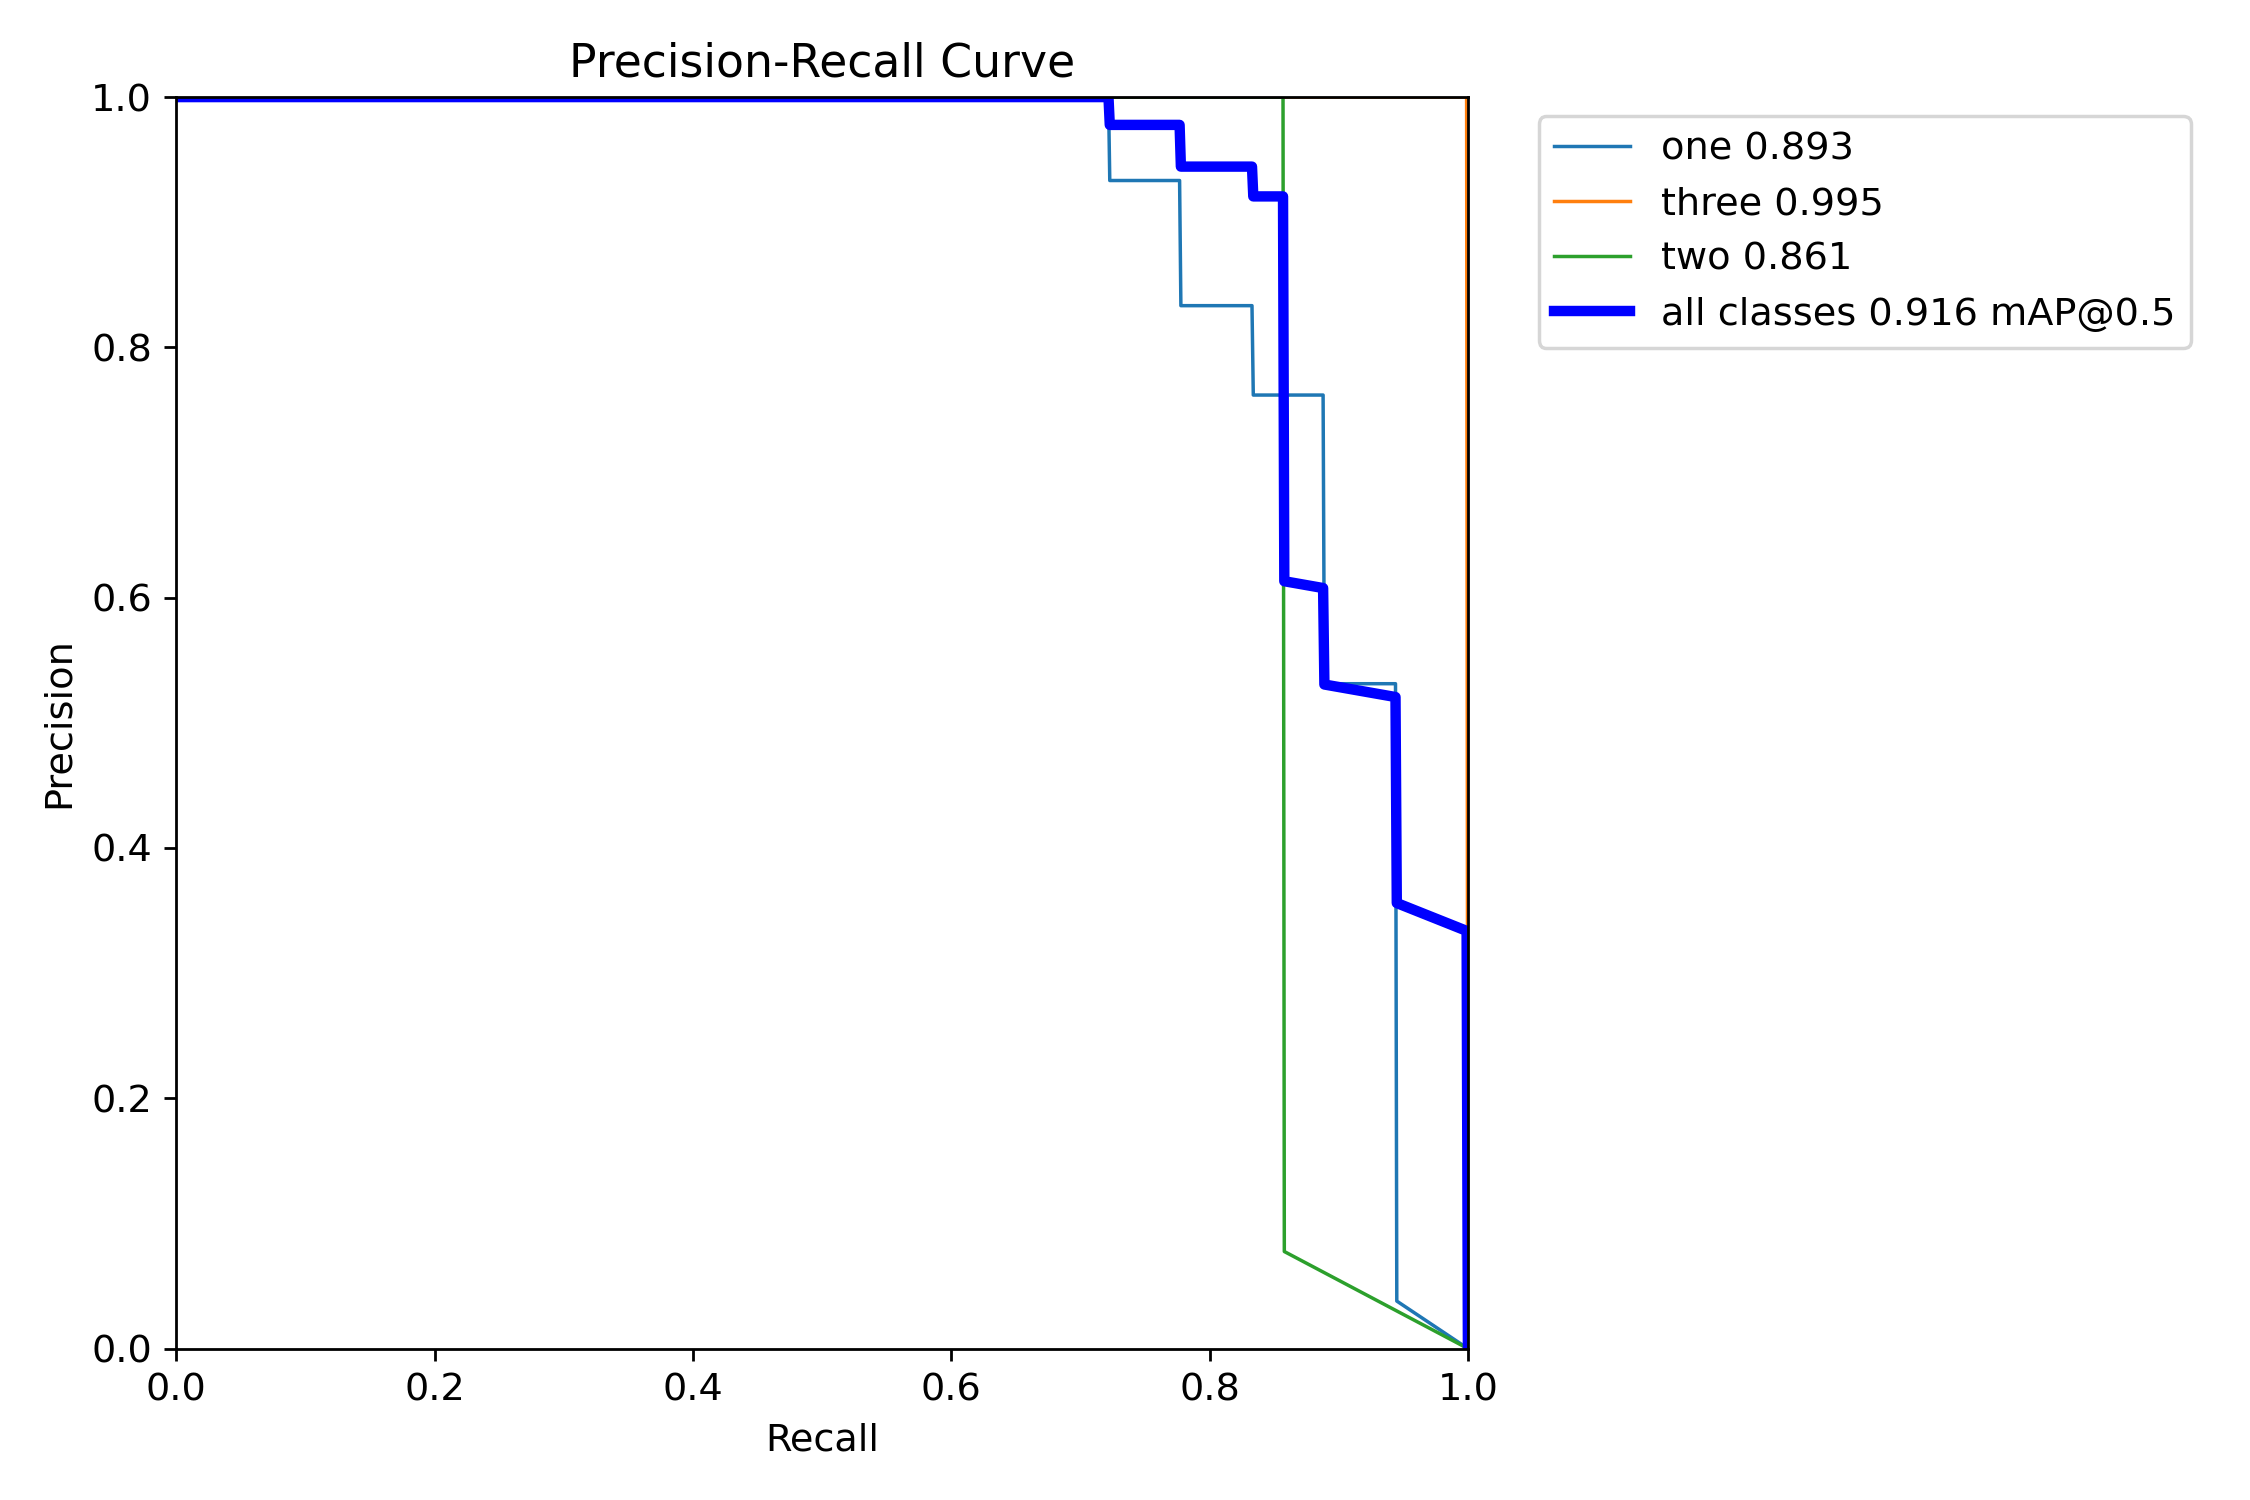 Precision-Recall Curve
1.0
0.8
0.6
0.4
0.2
0.0
Precision
0.0 0.2 0.4 0.6 0.8 1.0
Recall
one 0.893
three 0.995
two 0.861
all classes 0.916 mAP@0.5